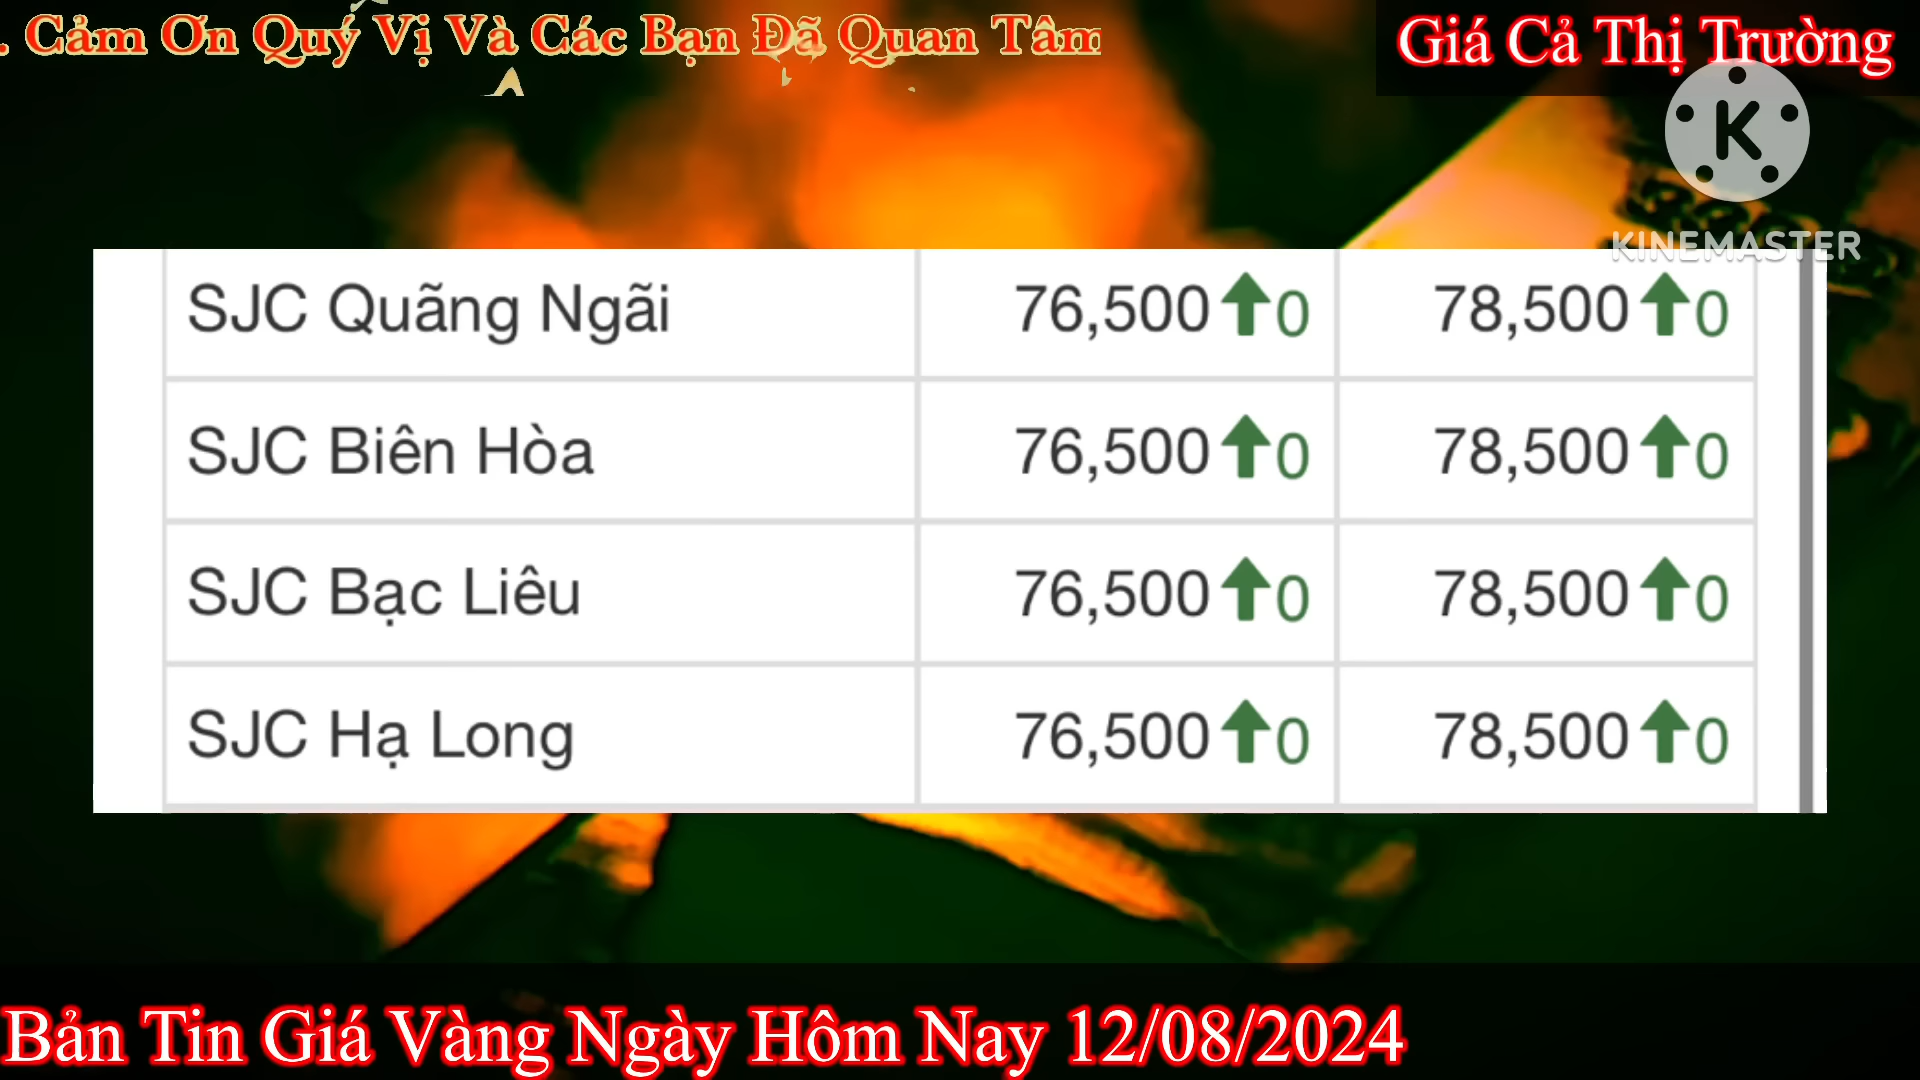 . Cảm Ơn Quý Vị Và Các Bạn Đã Quan Tâm
Giá Cả Thị Trường
K
KINEMASTER
SJC Quãng Ngãi 76,500 0 78,500 0
SJC Biên Hòa 76,500 0 78,500 0
SJC Bạc Liêu 76,500 0 78,500 0
SJC Hạ Long 76,500 0 78,500 0
Bản Tin Giá Vàng Ngày Hôm Nay 12/08/2024